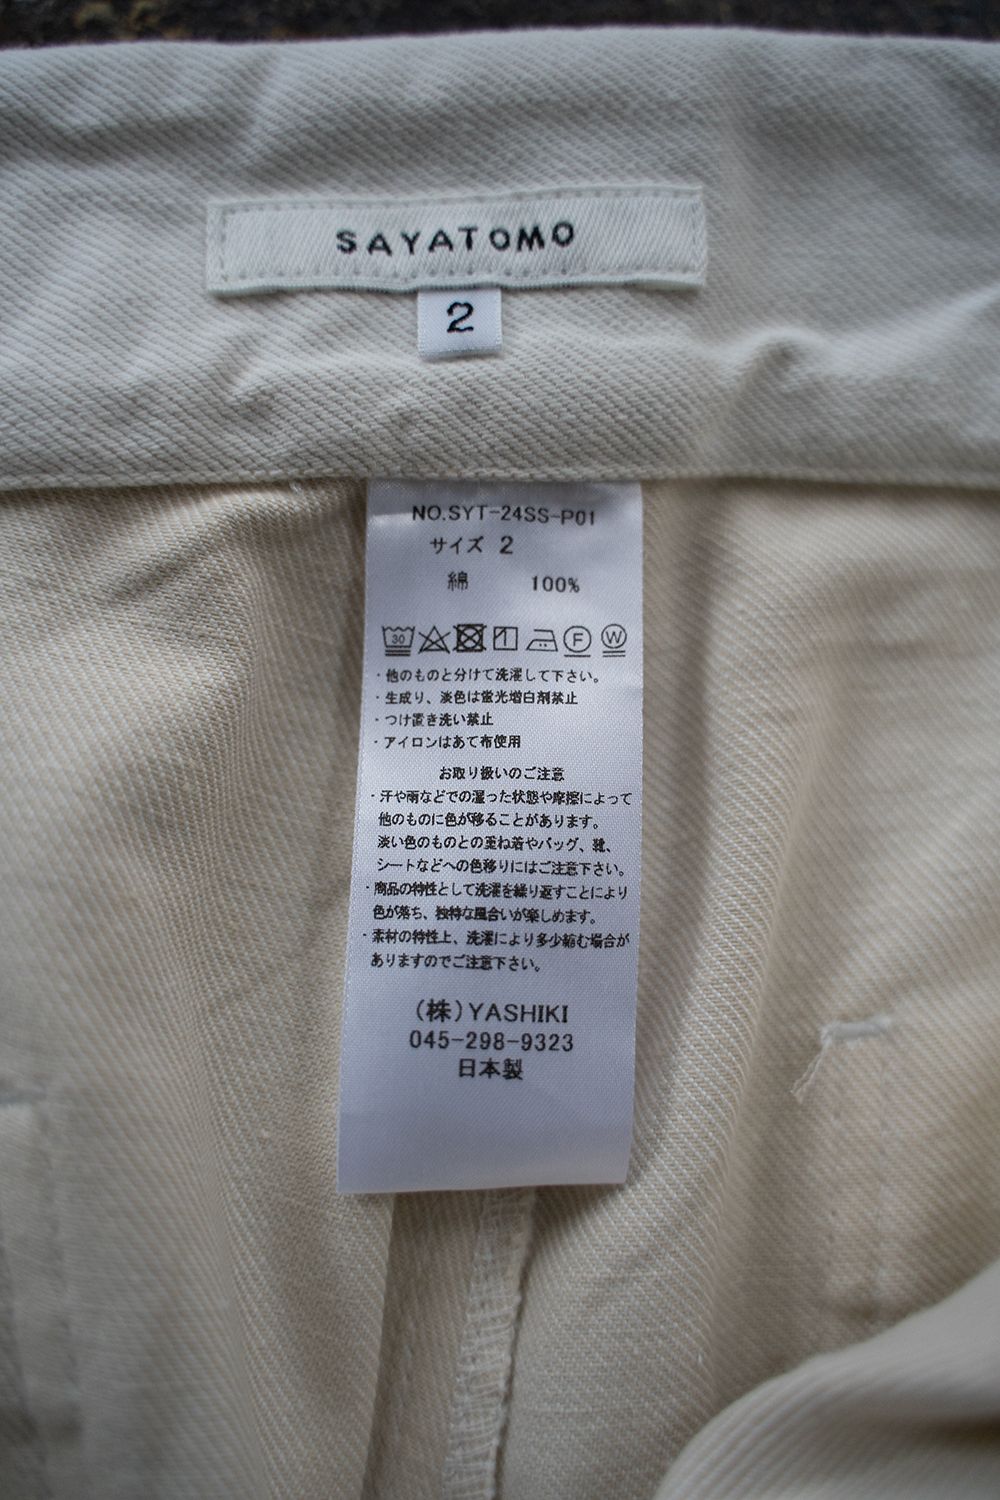 SAYATOMO
2
NO.SYT-24SS-P01
サイズ 2
綿 100%
30 F W
・他のものと分けて洗濯して下さい。
・生成り、淡色は蛍光増白剤禁止
・つけ置き洗い禁止
・アイロンはあて布使用
お取り扱いのご注意
・汗や雨などでの湿った状態や摩擦によって
他のものに色が移ることがあります。
淡い色のものとの重ね着やバッグ、靴、
シートなどへの色移りにはご注意下さい。
・商品の特性として洗濯を繰り返すことにより
色が落ち、独特な風合いが楽しめます。
・素材の特性上、洗濯により多少縮む場合が
ありますのでご注意下さい。
(株)YASHIKI
045-298-9323
日本製